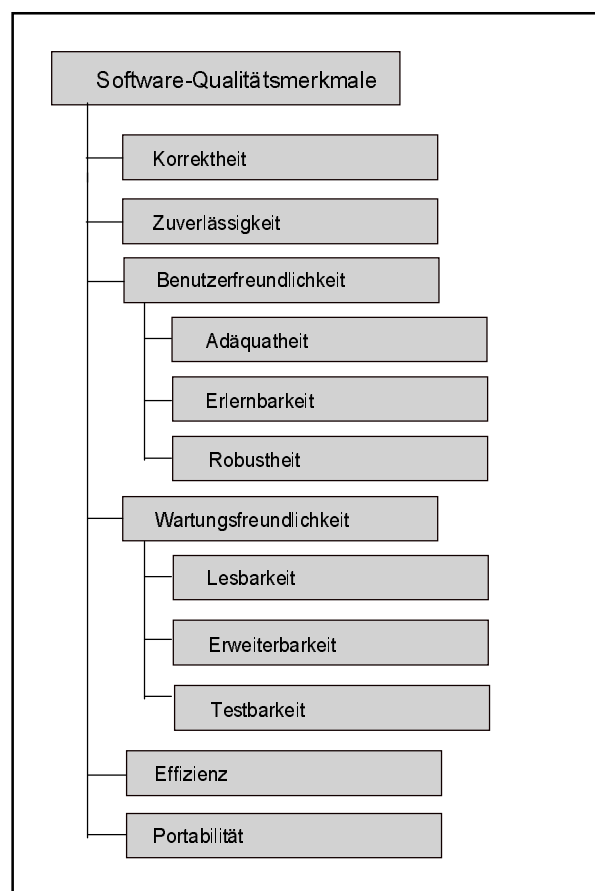 Software-Qualitätsmerkmale
Korrektheit
Zuverlässigkeit
Benutzerfreundlichkeit
Adäquatheit
Erlernbarkeit
Robustheit
Wartungsfreundlichkeit
Lesbarkeit
Erweiterbarkeit
Testbarkeit
Effizienz
Portabilität